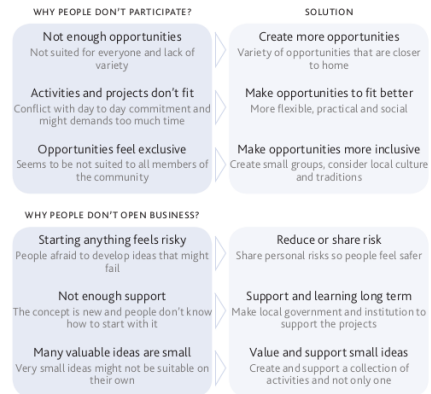 WHY PEOPLE DON'T PARTICIPATE?
SOLUTION
Not enough opportunities
Not suited for everyone and lack of
variety
Create more opportunities
Variety of opportunities that are closer
to home
Activities and projects don't fit
Conflict with day to day commitment and
might demands too much time
Make opportunities to fit better
More flexible, practical and social
Opportunities feel exclusive
Seems to be not suited to all members of
the community
Make opportunities more inclusive
Create small groups, consider local culture
and traditions
WHY PEOPLE DON'T OPEN BUSINESS?
Starting anything feels risky
People afraid to develop ideas that might
fail
Reduce or share risk
Share personal risks so people feel safer
Not enough support
The concept is new and people don't know
how to start with it
Support and learning long term
Make local government and institution to
support the projects
Many valuable ideas are small
Very small ideas might not be suitable on
their own
Value and support small ideas
Create and support a collection of
activities and not only one